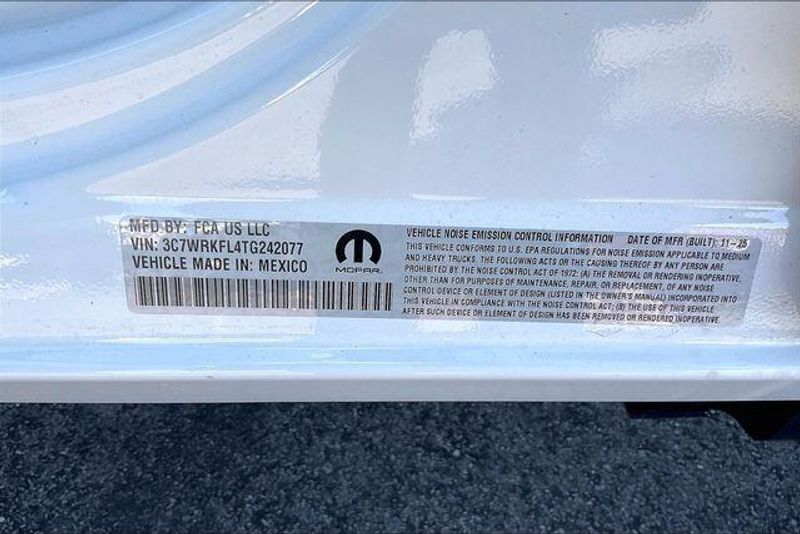 MFD BY: FCA US LLC
VIN: 3C7WRKFL4TG242077
VEHICLE MADE IN: MEXICO
MOPAR
VEHICLE NOISE EMISSION CONTROL INFORMATION DATE OF MFR (BUILT): 11-25
THIS VEHICLE CONFORMS TO U.S. EPA REGULATIONS FOR NOISE EMISSION APPLICABLE TO MEDIUM
AND HEAVY TRUCKS. THE FOLLOWING ACTS OR THE CAUSING THEREOF BY ANY PERSON ARE
PROHIBITED BY THE NOISE CONTROL ACT OF 1972: (A) THE REMOVAL OR RENDERING INOPERATIVE,
OTHER THAN FOR PURPOSES OF MAINTENANCE, REPAIR, OR REPLACEMENT, OF ANY NOISE
CONTROL DEVICE OR ELEMENT OF DESIGN (LISTED IN THE OWNER'S MANUAL) INCORPORATED INTO
THIS VEHICLE IN COMPLIANCE WITH THE NOISE CONTROL ACT; (B) THE USE OF THIS VEHICLE
AFTER SUCH DEVICE OR ELEMENT OF DESIGN HAS BEEN REMOVED OR RENDERED INOPERATIVE.